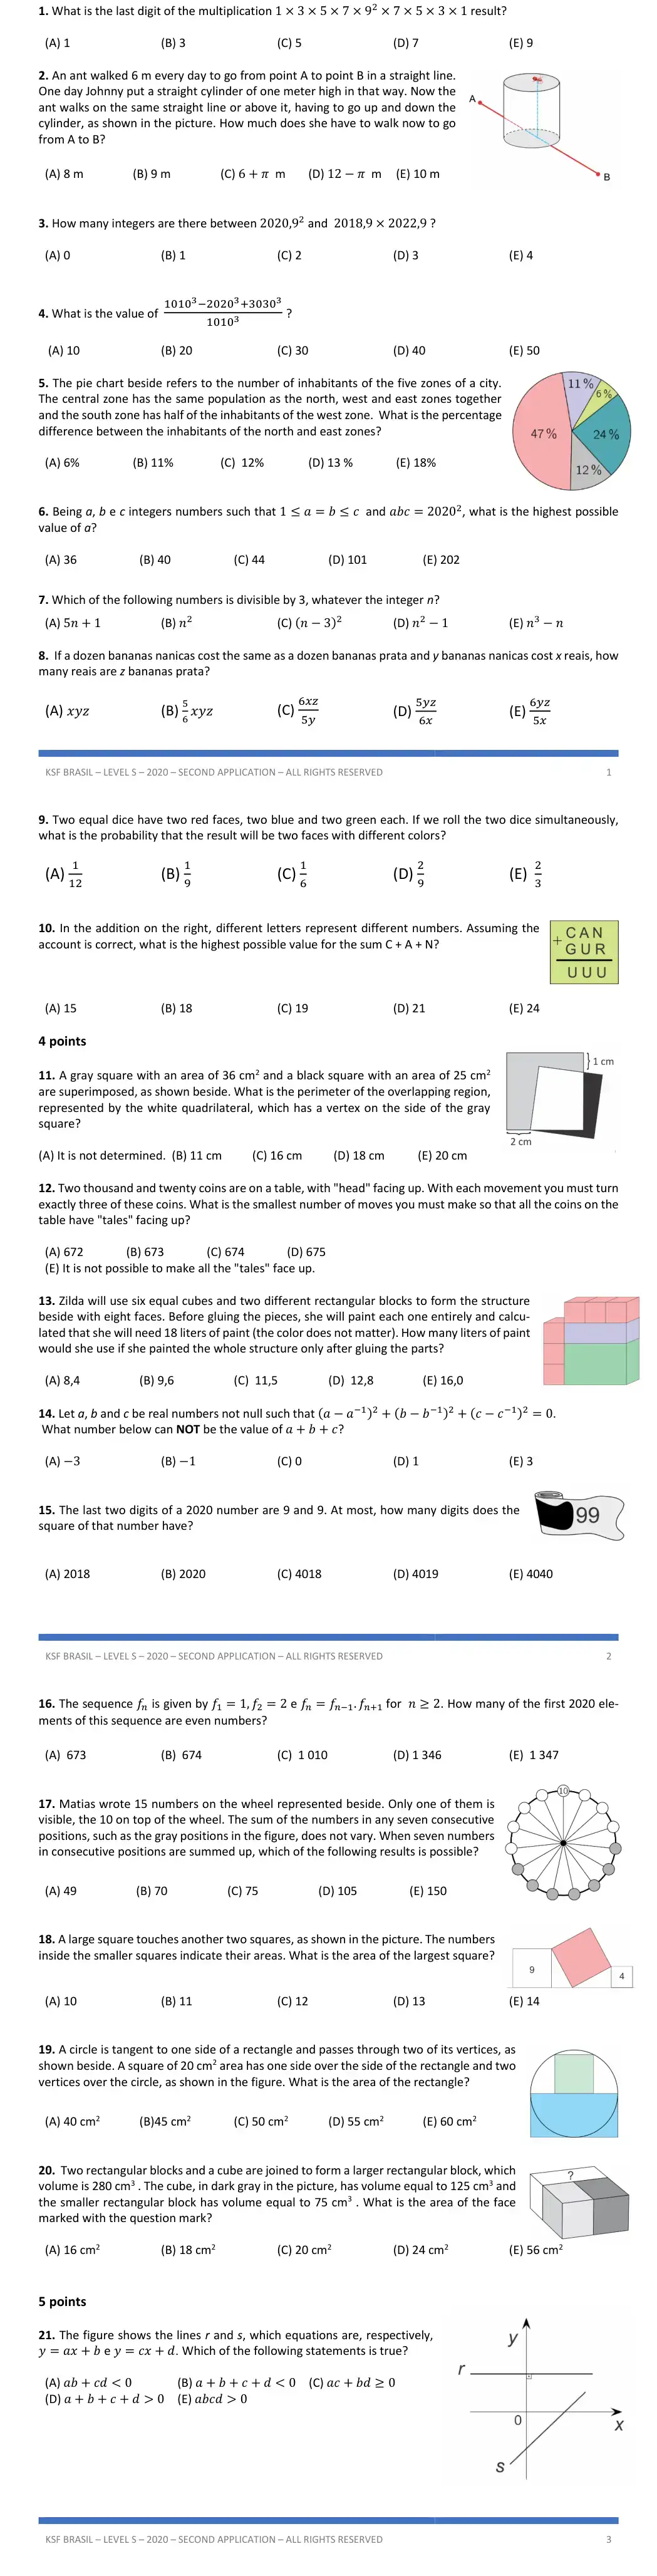 1. What is the last digit of the multiplication 1 × 3 × 5 × 7 × 9² × 7 × 5 × 3 × 1 result?
(A) 1 (B) 3 (C) 5 (D) 7 (E) 9
2. An ant walked 6 m every day to go from point A to point B in a straight line.
One day Johnny put a straight cylinder of one meter high in that way. Now the
ant walks on the same straight line or above it, having to go up and down the
cylinder, as shown in the picture. How much does she have to walk now to go
from A to B?
A
B
(A) 8 m (B) 9 m (C) 6 + π m (D) 12 − π m (E) 10 m
3. How many integers are there between 2020,9² and 2018,9 × 2022,9 ?
(A) 0 (B) 1 (C) 2 (D) 3 (E) 4
4. What is the value of (1010³−2020³+3030³)/1010³ ?
(A) 10 (B) 20 (C) 30 (D) 40 (E) 50
5. The pie chart beside refers to the number of inhabitants of the five zones of a city.
The central zone has the same population as the north, west and east zones together
and the south zone has half of the inhabitants of the west zone. What is the percentage
difference between the inhabitants of the north and east zones?
11%
6%
47%
24%
12%
(A) 6% (B) 11% (C) 12% (D) 13 % (E) 18%
6. Being a, b e c integers numbers such that 1 ≤ a = b ≤ c and abc = 2020², what is the highest possible
value of a?
(A) 36 (B) 40 (C) 44 (D) 101 (E) 202
7. Which of the following numbers is divisible by 3, whatever the integer n?
(A) 5n + 1 (B) n² (C) (n − 3)² (D) n² − 1 (E) n³ − n
8. If a dozen bananas nanicas cost the same as a dozen bananas prata and y bananas nanicas cost x reais, how
many reais are z bananas prata?
(A) xyz (B) 5/6 xyz (C) 6xz/5y (D) 5yz/6x (E) 6yz/5x
KSF BRASIL – LEVEL S – 2020 – SECOND APPLICATION – ALL RIGHTS RESERVED 1
9. Two equal dice have two red faces, two blue and two green each. If we roll the two dice simultaneously,
what is the probability that the result will be two faces with different colors?
(A) 1/12 (B) 1/9 (C) 1/6 (D) 2/9 (E) 2/3
10. In the addition on the right, different letters represent different numbers. Assuming the
account is correct, what is the highest possible value for the sum C + A + N?
CAN
+
GUR
UUU
(A) 15 (B) 18 (C) 19 (D) 21 (E) 24
4 points
11. A gray square with an area of 36 cm² and a black square with an area of 25 cm²
are superimposed, as shown beside. What is the perimeter of the overlapping region,
represented by the white quadrilateral, which has a vertex on the side of the gray
square?
1 cm
2 cm
(A) It is not determined. (B) 11 cm (C) 16 cm (D) 18 cm (E) 20 cm
12. Two thousand and twenty coins are on a table, with "head" facing up. With each movement you must turn
exactly three of these coins. What is the smallest number of moves you must make so that all the coins on the
table have "tales" facing up?
(A) 672 (B) 673 (C) 674 (D) 675
(E) It is not possible to make all the "tales" face up.
13. Zilda will use six equal cubes and two different rectangular blocks to form the structure
beside with eight faces. Before gluing the pieces, she will paint each one entirely and calcu-
lated that she will need 18 liters of paint (the color does not matter). How many liters of paint
would she use if she painted the whole structure only after gluing the parts?
(A) 8,4 (B) 9,6 (C) 11,5 (D) 12,8 (E) 16,0
14. Let a, b and c be real numbers not null such that (a − a⁻¹)² + (b − b⁻¹)² + (c − c⁻¹)² = 0.
What number below can NOT be the value of a + b + c?
(A) −3 (B) −1 (C) 0 (D) 1 (E) 3
15. The last two digits of a 2020 number are 9 and 9. At most, how many digits does the
square of that number have?
99
(A) 2018 (B) 2020 (C) 4018 (D) 4019 (E) 4040
KSF BRASIL – LEVEL S – 2020 – SECOND APPLICATION – ALL RIGHTS RESERVED 2
16. The sequence fₙ is given by f₁ = 1, f₂ = 2 e fₙ = fₙ₋₁. fₙ₊₁ for n ≥ 2. How many of the first 2020 ele-
ments of this sequence are even numbers?
(A) 673 (B) 674 (C) 1 010 (D) 1 346 (E) 1 347
17. Matias wrote 15 numbers on the wheel represented beside. Only one of them is
visible, the 10 on top of the wheel. The sum of the numbers in any seven consecutive
positions, such as the gray positions in the figure, does not vary. When seven numbers
in consecutive positions are summed up, which of the following results is possible?
10
(A) 49 (B) 70 (C) 75 (D) 105 (E) 150
18. A large square touches another two squares, as shown in the picture. The numbers
inside the smaller squares indicate their areas. What is the area of the largest square?
9
4
(A) 10 (B) 11 (C) 12 (D) 13 (E) 14
19. A circle is tangent to one side of a rectangle and passes through two of its vertices, as
shown beside. A square of 20 cm² area has one side over the side of the rectangle and two
vertices over the circle, as shown in the figure. What is the area of the rectangle?
(A) 40 cm² (B)45 cm² (C) 50 cm² (D) 55 cm² (E) 60 cm²
20. Two rectangular blocks and a cube are joined to form a larger rectangular block, which
volume is 280 cm³ . The cube, in dark gray in the picture, has volume equal to 125 cm³ and
the smaller rectangular block has volume equal to 75 cm³ . What is the area of the face
marked with the question mark?
?
(A) 16 cm² (B) 18 cm² (C) 20 cm² (D) 24 cm² (E) 56 cm²
5 points
21. The figure shows the lines r and s, which equations are, respectively,
y = ax + b e y = cx + d. Which of the following statements is true?
(A) ab + cd < 0 (B) a + b + c + d < 0 (C) ac + bd ≥ 0
(D) a + b + c + d > 0 (E) abcd > 0
y
r
0
x
s
KSF BRASIL – LEVEL S – 2020 – SECOND APPLICATION – ALL RIGHTS RESERVED 3